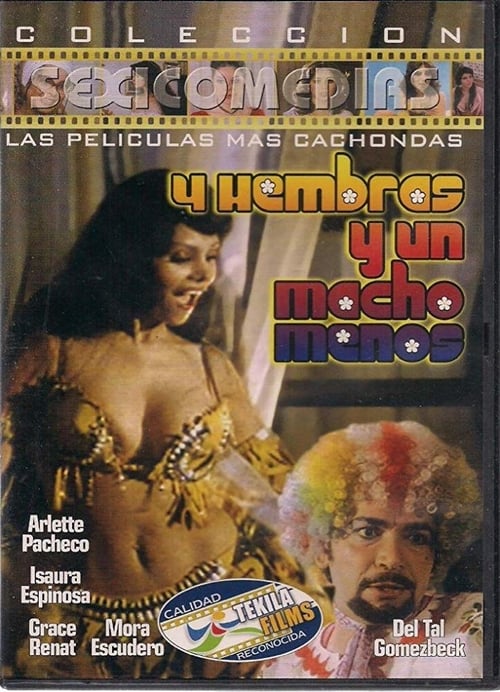 COLECCION
SEXICOMEDIAS
LAS PELICULAS MAS CACHONDAS
4 Hembras
y un
macho
menos
Arlette
Pacheco
Isaura
Espinosa
Grace
Renat
Mora
Escudero
CALIDAD
TEKILA
FILMS
RECONOCIDA
Del Tal
Gomezbeck